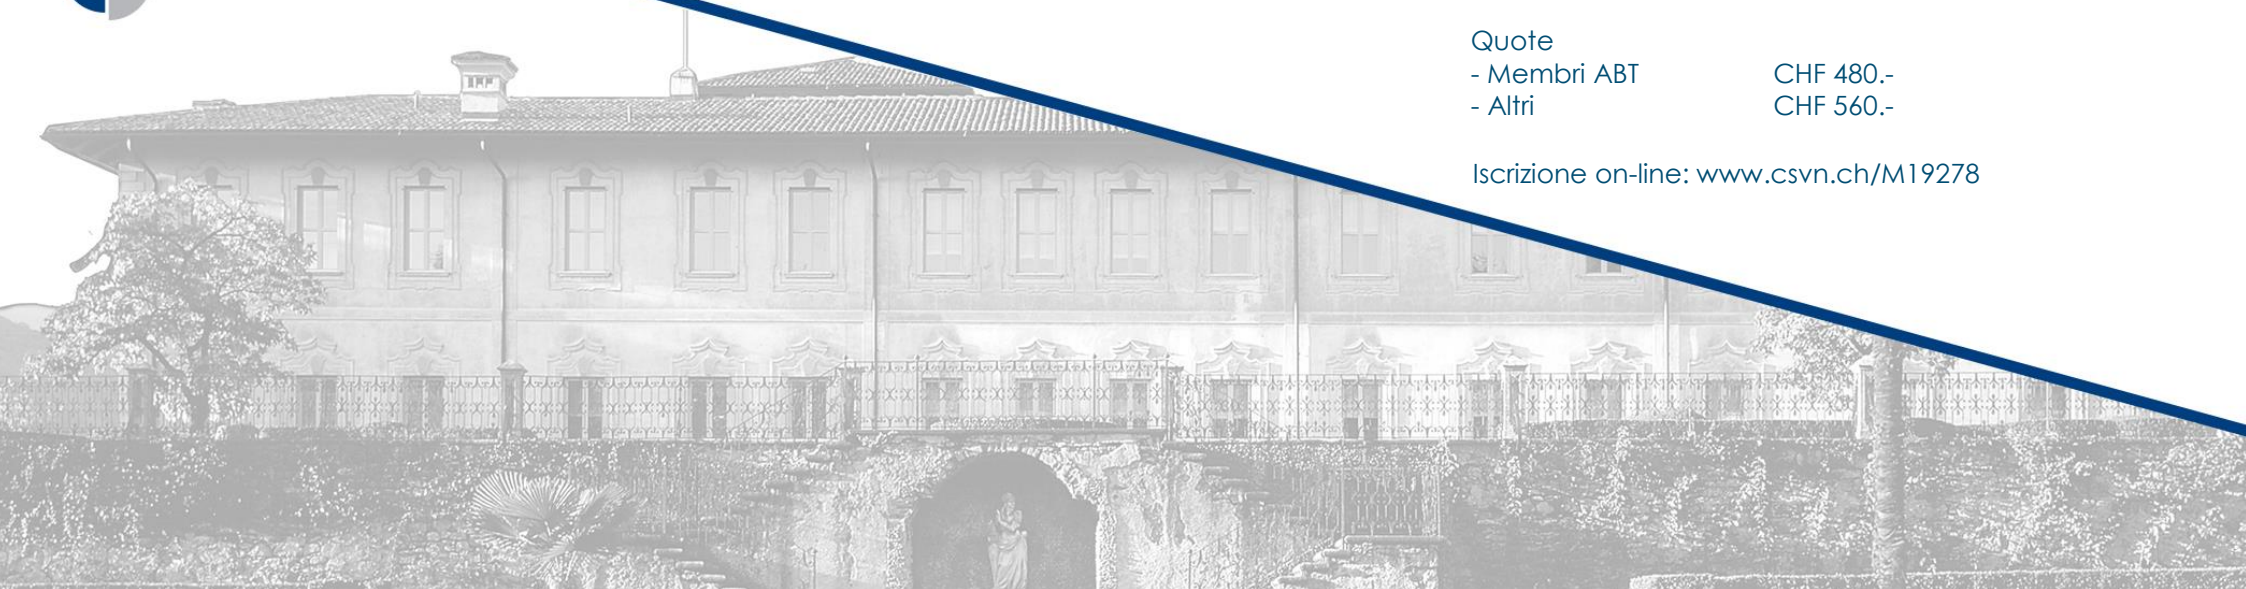 Quote
- Membri ABT CHF 480.-
- Altri CHF 560.-
Iscrizione on-line: www.csvn.ch/M19278